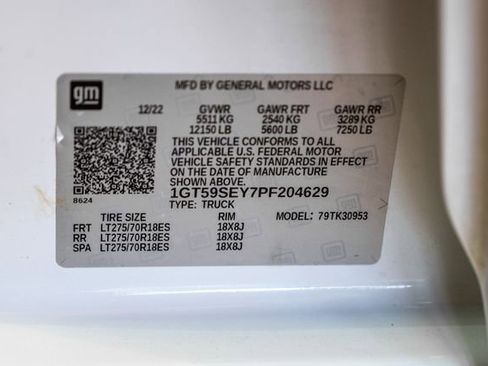 gm
MFD BY GENERAL MOTORS LLC
12/22 GVWR GAWR FRT GAWR RR
5511 KG 2540 KG 3289 KG
12150 LB 5600 LB 7250 LB
THIS VEHICLE CONFORMS TO ALL
APPLICABLE U.S. FEDERAL MOTOR
VEHICLE SAFETY STANDARDS IN EFFECT
ON THE DATE OF MANUFACTURE
SHOWN ABOVE.
1GT59SEY7PF204629
8624 TYPE: TRUCK
TIRE SIZE RIM MODEL: 79TK30953
FRT LT275/70R18ES 18X8J
RR LT275/70R18ES 18X8J
SPA LT275/70R18ES 18X8J